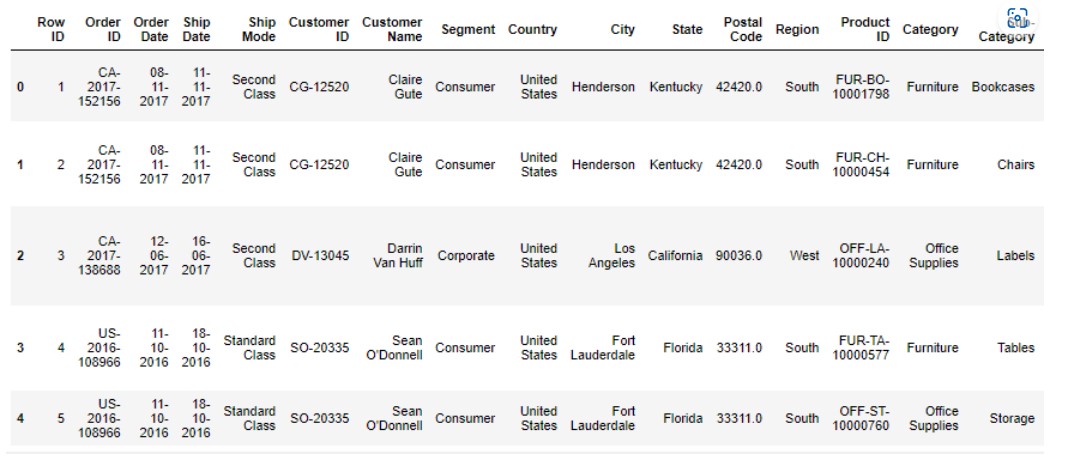 Row ID Order ID Order Date Ship Date Ship Mode Customer ID Customer Name Segment Country City State Postal Code Region Product ID Category Category
0 1 CA-2017-152156 08-11-2017 11-11-2017 Second Class CG-12520 Claire Gute Consumer United States Henderson Kentucky 42420.0 South FUR-BO-10001798 Furniture Bookcases
1 2 CA-2017-152156 08-11-2017 11-11-2017 Second Class CG-12520 Claire Gute Consumer United States Henderson Kentucky 42420.0 South FUR-CH-10000454 Furniture Chairs
2 3 CA-2017-138688 12-06-2017 16-06-2017 Second Class DV-13045 Darrin Van Huff Corporate United States Los Angeles California 90036.0 West OFF-LA-10000240 Office Supplies Labels
3 4 US-2016-108966 11-10-2016 18-10-2016 Standard Class SO-20335 Sean O'Donnell Consumer United States Fort Lauderdale Florida 33311.0 South FUR-TA-10000577 Furniture Tables
4 5 US-2016-108966 11-10-2016 18-10-2016 Standard Class SO-20335 Sean O'Donnell Consumer United States Fort Lauderdale Florida 33311.0 South OFF-ST-10000760 Office Supplies Storage